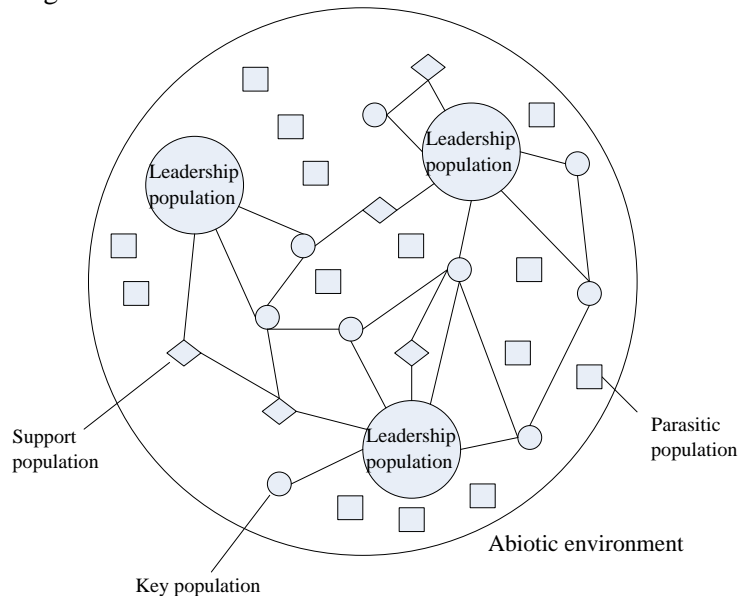 Leadership
population
Leadership
population
Leadership
population
Support
population
Parasitic
population
Abiotic environment
Key population